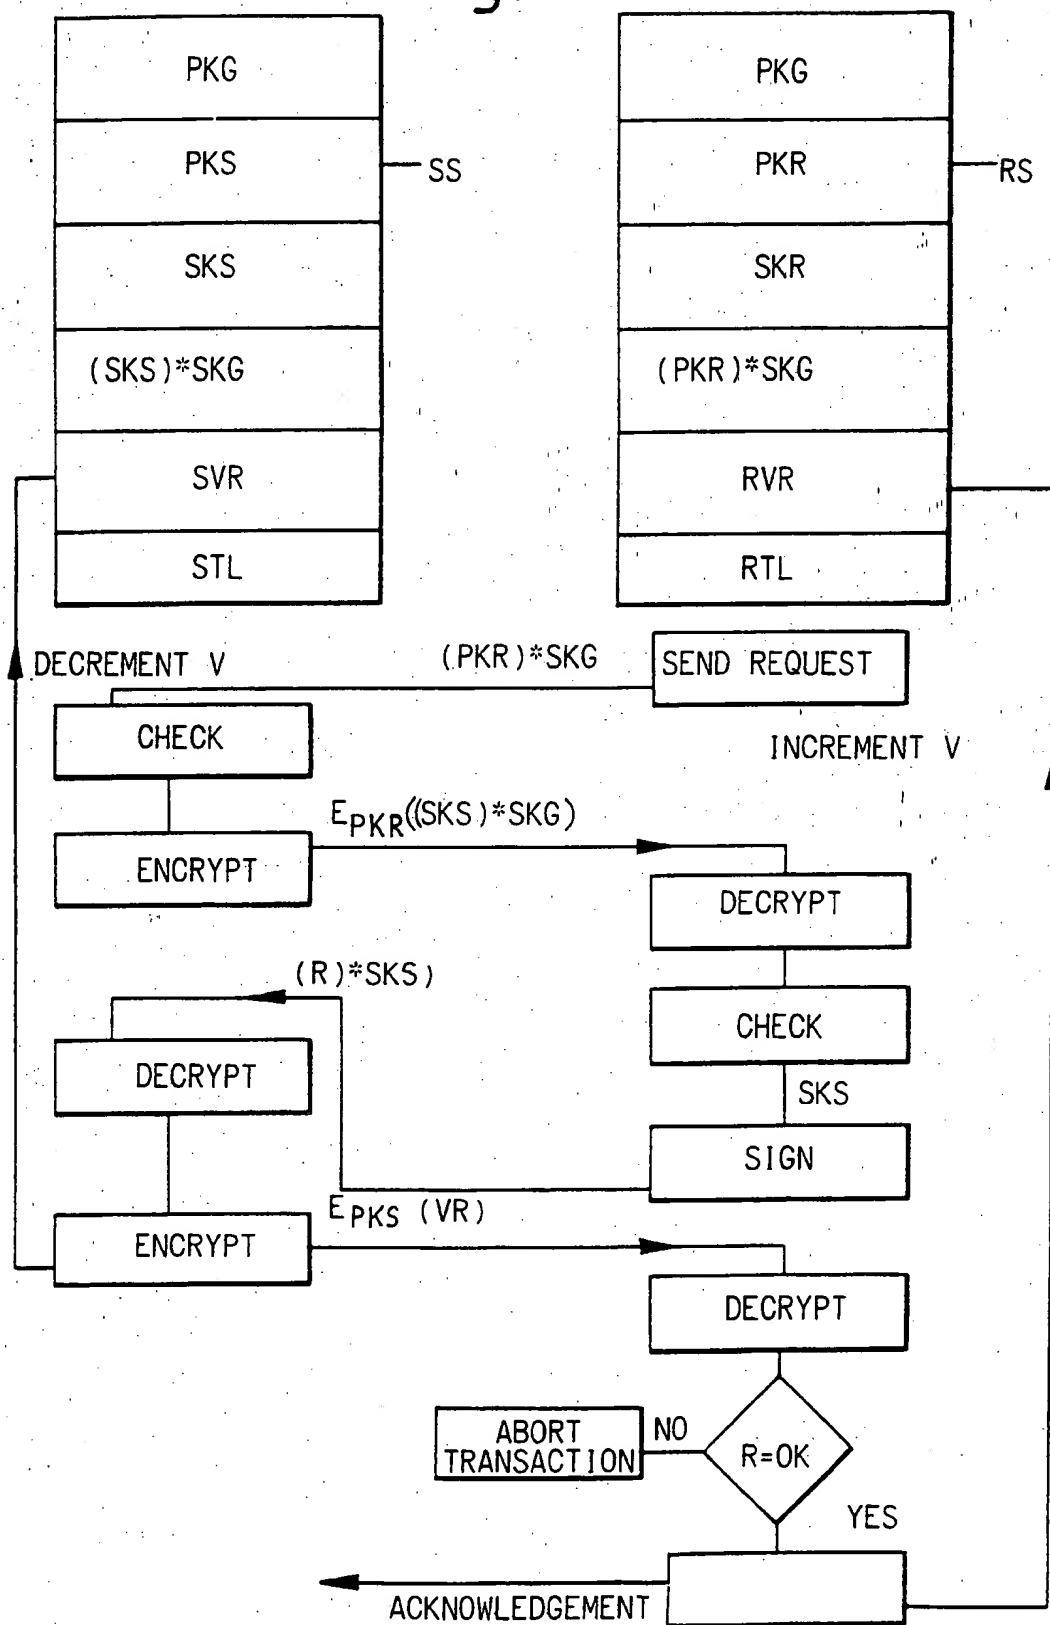 PKG
PKS
SS
SKS
(SKS)*SKG
SVR
STL
PKG
PKR
RS
SKR
(PKR)*SKG
RVR
RTL
DECREMENT V
(PKR)*SKG
SEND REQUEST
CHECK
INCREMENT V
EPKR((SKS)*SKG)
ENCRYPT
DECRYPT
(R)*SKS)
CHECK
DECRYPT
SKS
SIGN
EPKS (VR)
ENCRYPT
DECRYPT
ABORT
TRANSACTION
NO
R=OK
YES
ACKNOWLEDGEMENT